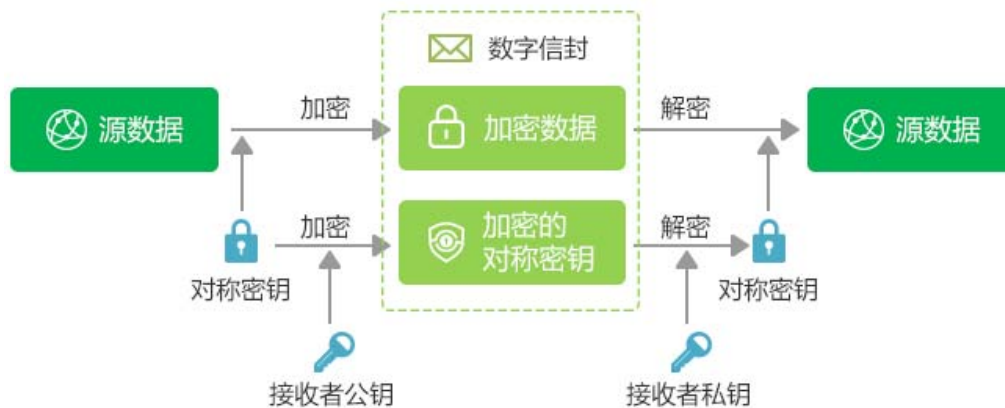 数字信封
源数据
加密
加密数据
解密
源数据
加密
加密的
对称密钥
解密
对称密钥
对称密钥
接收者公钥
接收者私钥